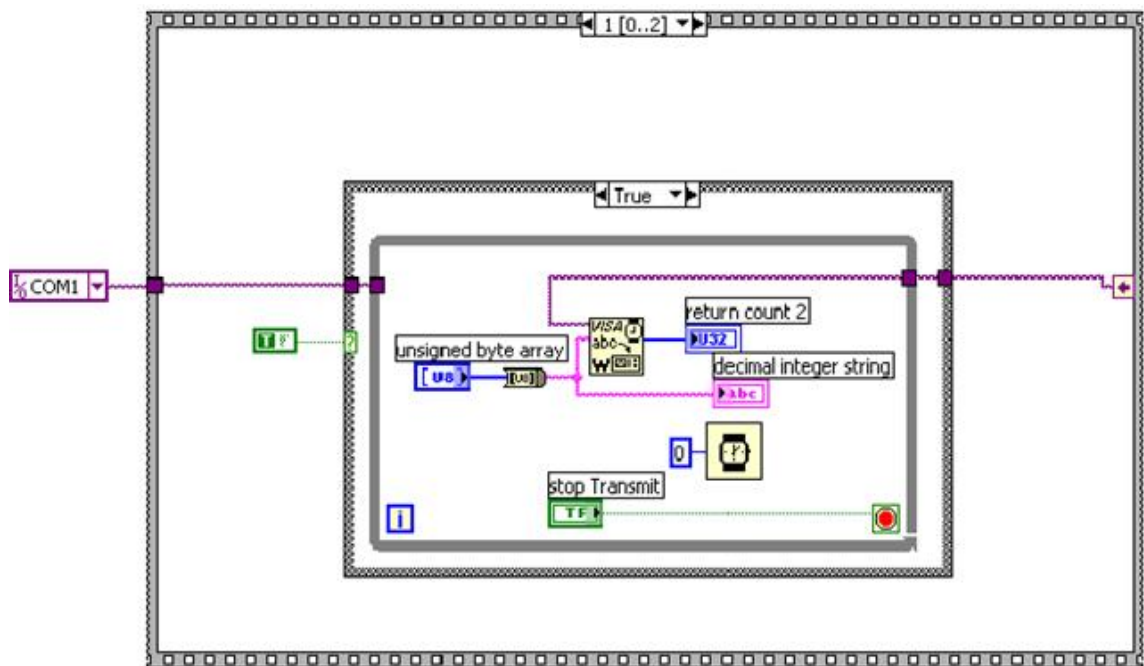 1 [0..2]
True
I/O COM1
VISA
abc
W
return count 2
U32
unsigned byte array
[U8]
[U8]
decimal integer string
abc
0
stop Transmit
TF
i
T F
?